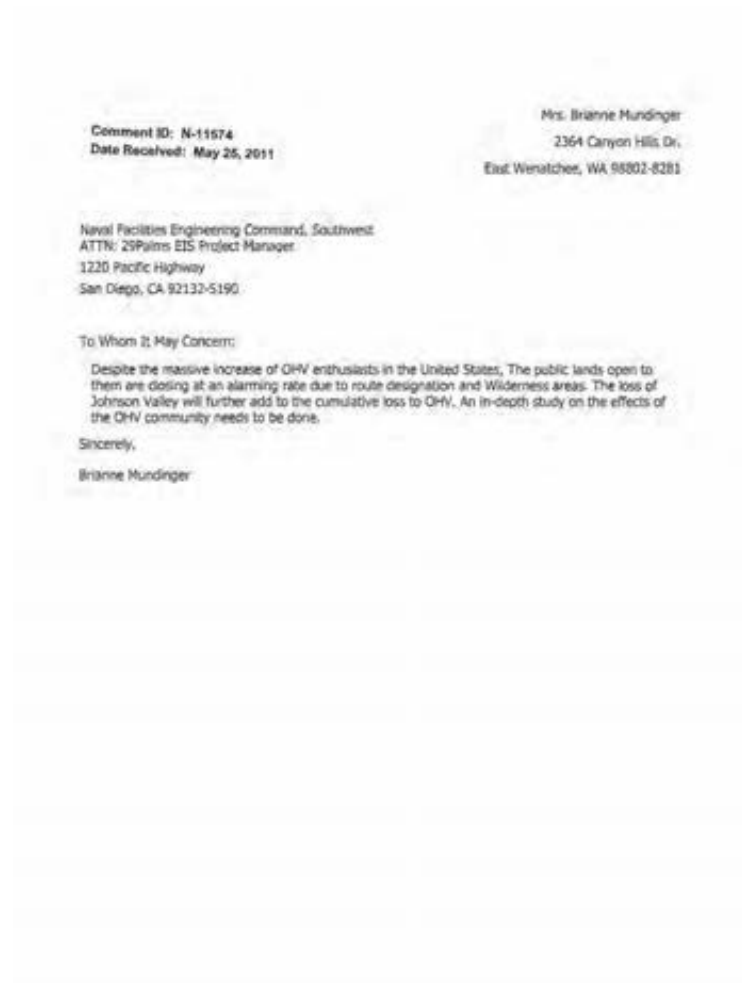 Mrs. Brianne Mundinger
Comment ID: N-11574
2364 Canyon Hills Dr.
Date Received: May 25, 2011
East Wenatchee, WA 98802-8281
Naval Facilities Engineering Command, Southwest
ATTN: 29Palms EIS Project Manager
1220 Pacific Highway
San Diego, CA 92132-5190
To Whom It May Concern:
Despite the massive increase of OHV enthusiasts in the United States, The public lands open to
them are closing at an alarming rate due to route designation and Wilderness areas. The loss of
Johnson Valley will further add to the cumulative loss to OHV. An in-depth study on the effects of
the OHV community needs to be done.
Sincerely,
Brianne Mundinger